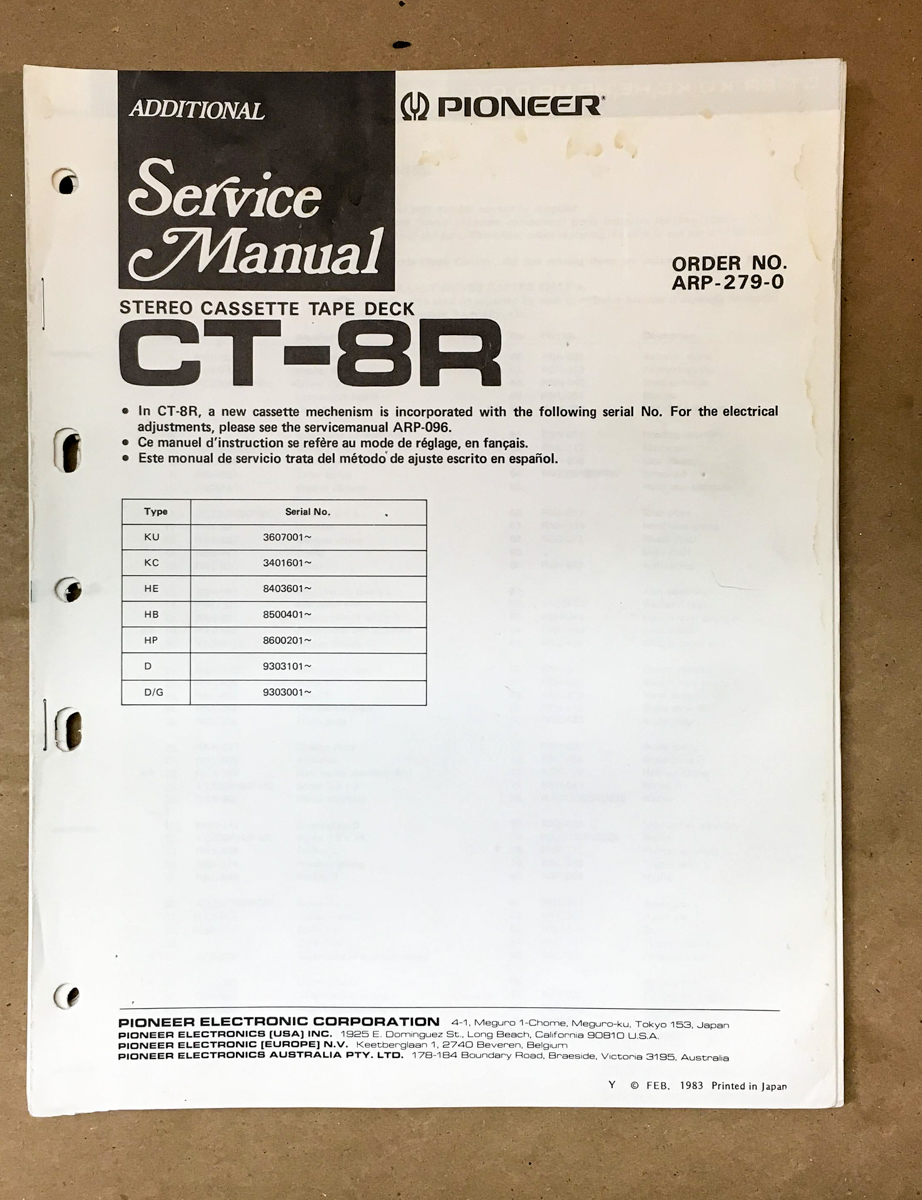 ADDITIONAL
PIONEER®
Service
Manual
ORDER NO.
ARP-279-0
STEREO CASSETTE TAPE DECK
CT-8R
• In CT-8R, a new cassette mechenism is incorporated with the following serial No. For the electrical
adjustments, please see the servicemanual ARP-096.
• Ce manuel d'instruction se refère au mode de réglage, en fançais.
• Este monual de servicio trata del método de ajuste escrito en español.
Type Serial No.
KU 3607001~
KC 3401601~
HE 8403601~
HB 8500401~
HP 8600201~
D 9303101~
D/G 9303001~
PIONEER ELECTRONIC CORPORATION 4-1, Meguro 1-Chome, Meguro-ku, Tokyo 153, Japan
PIONEER ELECTRONICS [USA] INC. 1925 E. Dominguez St., Long Beach, California 90810 U.S.A.
PIONEER ELECTRONIC [EUROPE] N.V. Keetberglaan 1, 2740 Beveren, Belgium
PIONEER ELECTRONICS AUSTRALIA PTY. LTD. 178-184 Boundary Road, Braeside, Victoria 3195, Australia
Y © FEB. 1983 Printed in Japan